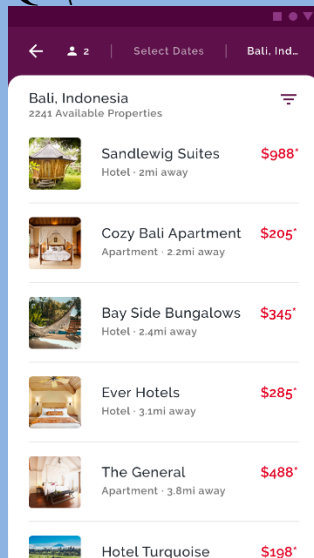 2 | Select Dates | Bali, Ind...
Bali, Indonesia
2241 Available Properties
Sandlewig Suites $988*
Hotel · 2mi away
Cozy Bali Apartment $205*
Apartment · 2.2mi away
Bay Side Bungalows $345*
Hotel · 2.4mi away
Ever Hotels $285*
Hotel · 3.1mi away
The General $488*
Apartment · 3.8mi away
Hotel Turquoise $198*